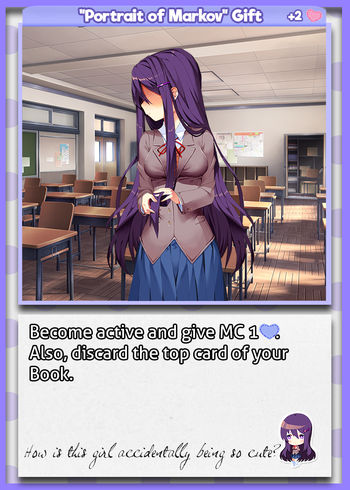 "Portrait of Markov" Gift +2
Become active and give MC 1.
Also, discard the top card of your
Book.
How is this girl accidentally being so cute?